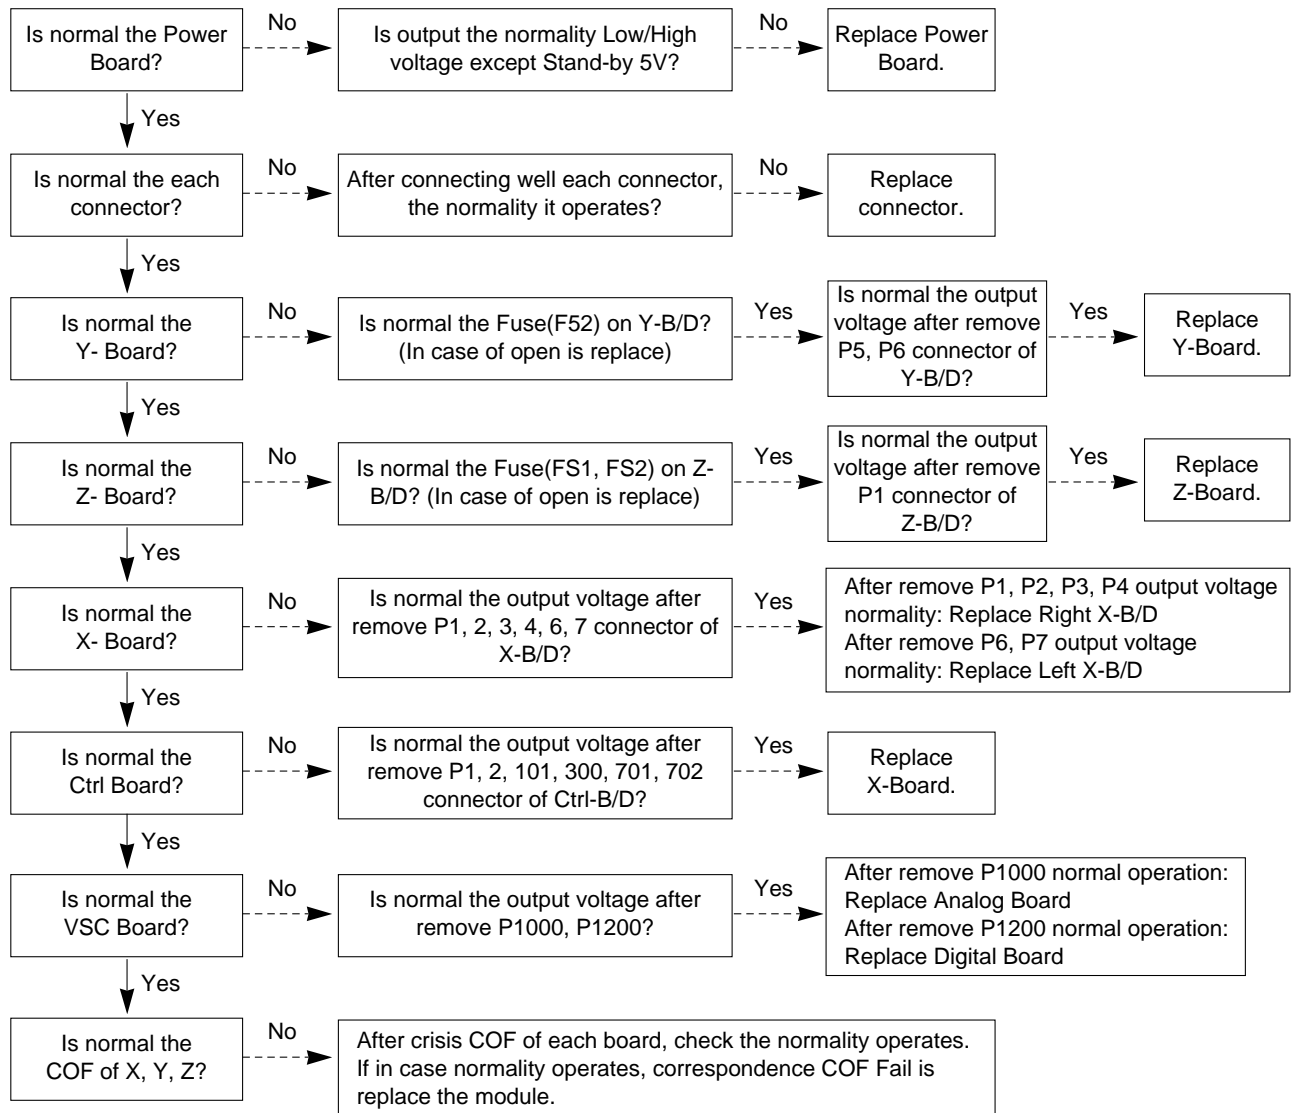 Is normal the Power
Board?
No
Is output the normality Low/High
voltage except Stand-by 5V?
No
Replace Power
Board.
Yes
Is normal the each
connector?
No
After connecting well each connector,
the normality it operates?
No
Replace
connector.
Yes
Is normal the
Y- Board?
No
Is normal the Fuse(F52) on Y-B/D?
(In case of open is replace)
Yes
Is normal the output
voltage after remove
P5, P6 connector of
Y-B/D?
Yes
Replace
Y-Board.
Yes
Is normal the
Z- Board?
No
Is normal the Fuse(FS1, FS2) on Z-
B/D? (In case of open is replace)
Yes
Is normal the output
voltage after remove
P1 connector of
Z-B/D?
Yes
Replace
Z-Board.
Yes
Is normal the
X- Board?
No
Is normal the output voltage after
remove P1, 2, 3, 4, 6, 7 connector of
X-B/D?
Yes
After remove P1, P2, P3, P4 output voltage
normality: Replace Right X-B/D
After remove P6, P7 output voltage
normality: Replace Left X-B/D
Yes
Is normal the
Ctrl Board?
No
Is normal the output voltage after
remove P1, 2, 101, 300, 701, 702
connector of Ctrl-B/D?
Yes
Replace
X-Board.
Yes
Is normal the
VSC Board?
No
Is normal the output voltage after
remove P1000, P1200?
Yes
After remove P1000 normal operation:
Replace Analog Board
After remove P1200 normal operation:
Replace Digital Board
Yes
Is normal the
COF of X, Y, Z?
No
After crisis COF of each board, check the normality operates.
If in case normality operates, correspondence COF Fail is
replace the module.